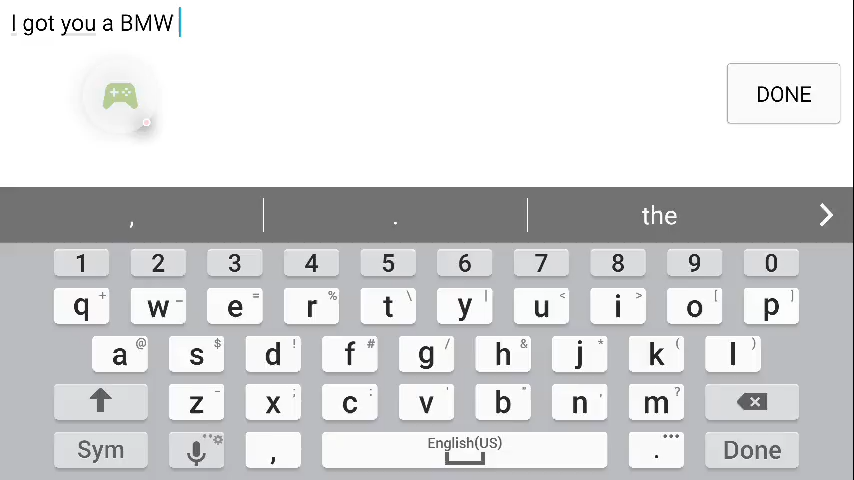 I got you a BMW
DONE
, . the
1 2 3 4 5 6 7 8 9 0
q + w - e = r % t \ y | u < i > o [ p ]
a @ s $ d ! f # g / h & j * k ( l )
z - x ; c : v ' b " n , m ?
Sym , English(US) . ... Done